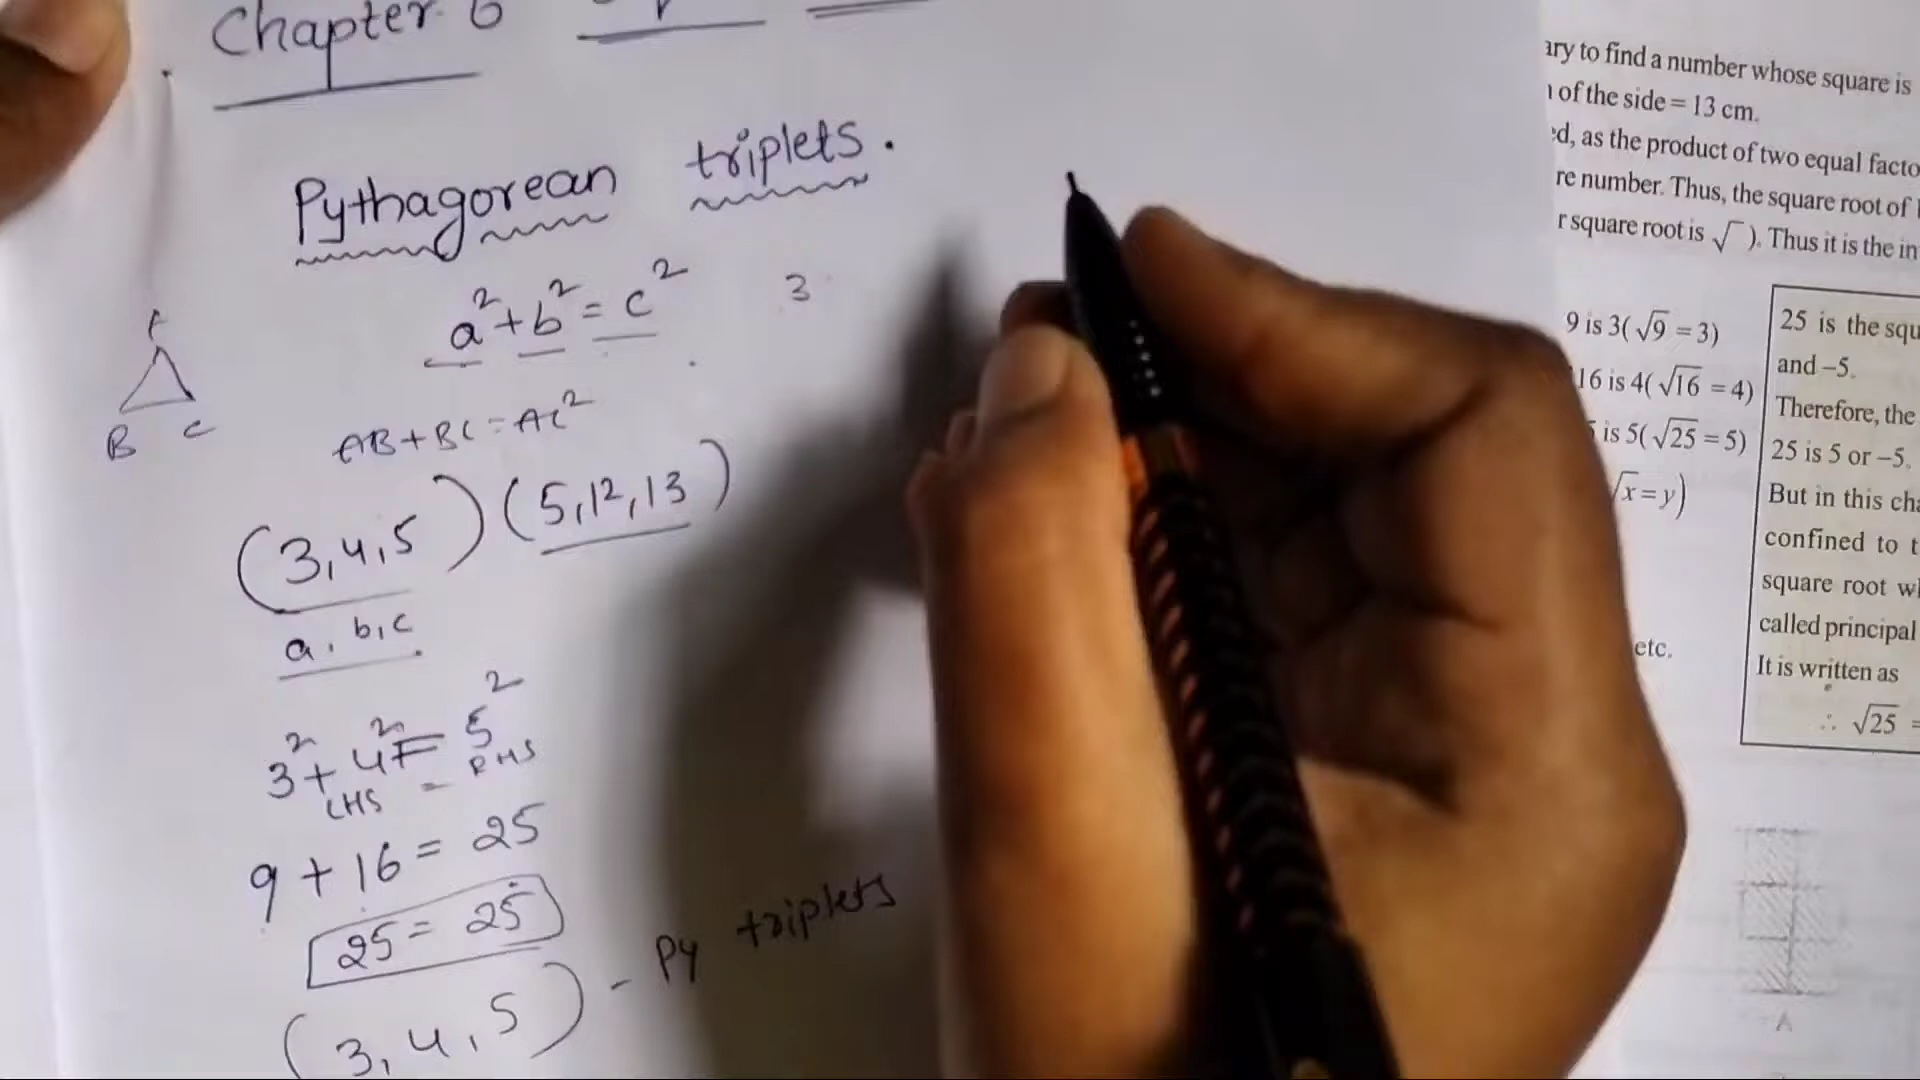 Chapter 6
Pythagorean triplets.
a² + b² = c²
3
B C
AB + BC = AC²
(3,4,5) (5,12,13)
a, b, c
3² + 4² = 5²
LHS = RHS
9 + 16 = 25
25 = 25
(3,4,5) - Py triplets
ary to find a number whose square is
of the side = 13 cm.
ed, as the product of two equal facto
re number. Thus, the square root of
r square root is √ ). Thus it is the in
9 is 3(√9 = 3)
16 is 4(√16 = 4)
is 5(√25 = 5)
√x = y)
etc.
25 is the squ
and –5.
Therefore, the
25 is 5 or –5.
But in this cha
confined to t
square root wh
called principal
It is written as
∴ √25 =
A